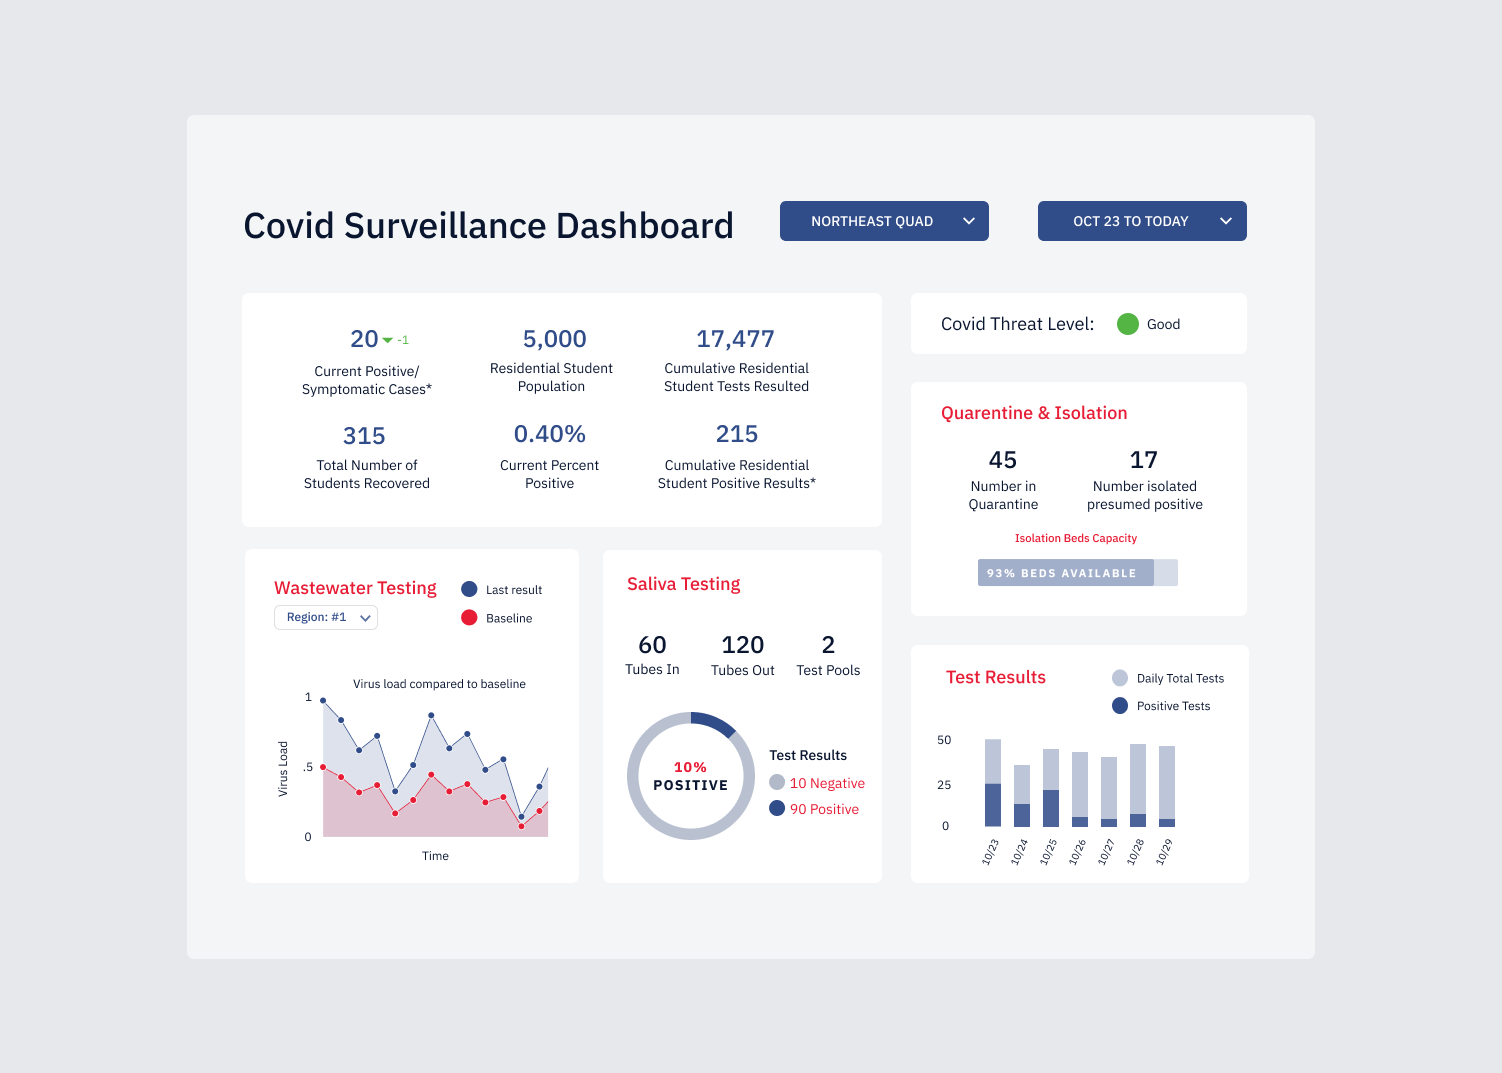 Covid Surveillance Dashboard
NORTHEAST QUAD
OCT 23 TO TODAY
20 -1
Current Positive/
Symptomatic Cases*
5,000
Residential Student
Population
17,477
Cumulative Residential
Student Tests Resulted
315
Total Number of
Students Recovered
0.40%
Current Percent
Positive
215
Cumulative Residential
Student Positive Results*
Covid Threat Level:
Good
Quarentine & Isolation
45
Number in
Quarantine
17
Number isolated
presumed positive
Isolation Beds Capacity
93% BEDS AVAILABLE
Wastewater Testing
Region: #1
Last result
Baseline
Virus load compared to baseline
1
.5
0
Virus Load
Time
Saliva Testing
60
Tubes In
120
Tubes Out
2
Test Pools
10%
POSITIVE
Test Results
10 Negative
90 Positive
Test Results
Daily Total Tests
Positive Tests
50
25
0
10/23
10/24
10/25
10/26
10/27
10/28
10/29